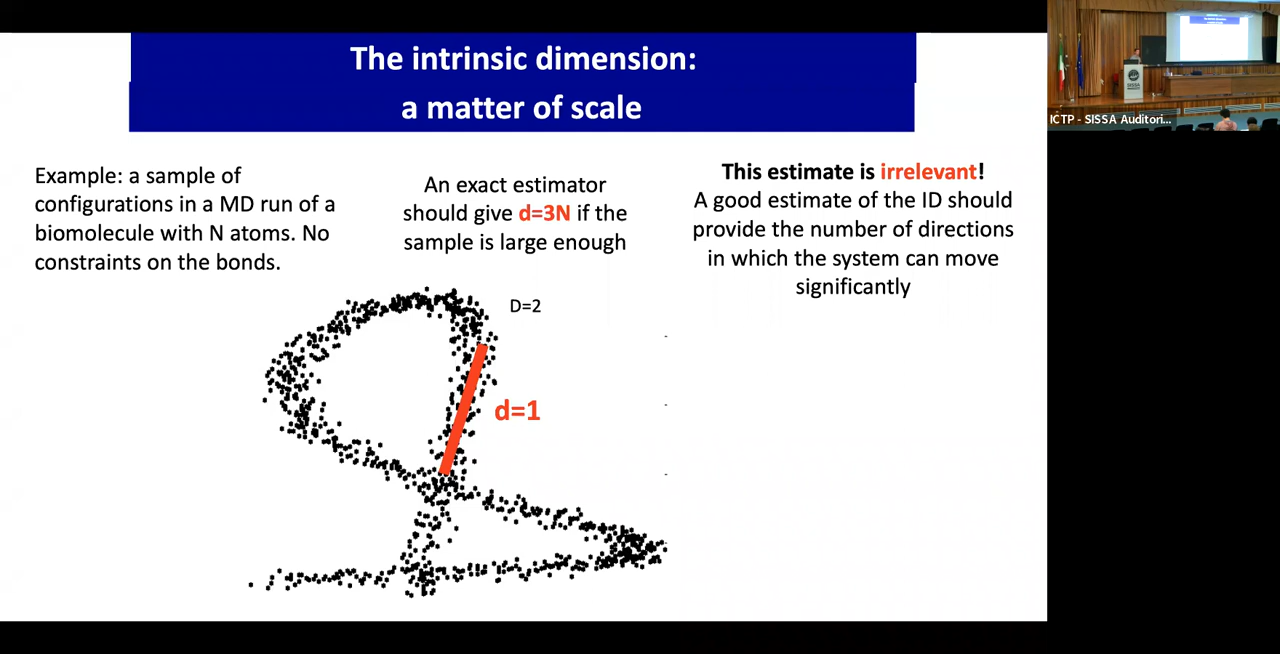 The intrinsic dimension:
a matter of scale
Example: a sample of
configurations in a MD run of a
biomolecule with N atoms. No
constraints on the bonds.
An exact estimator
should give d=3N if the
sample is large enough
This estimate is irrelevant!
A good estimate of the ID should
provide the number of directions
in which the system can move
significantly
D=2
d=1
SISSA
ICTP - SISSA Auditori...